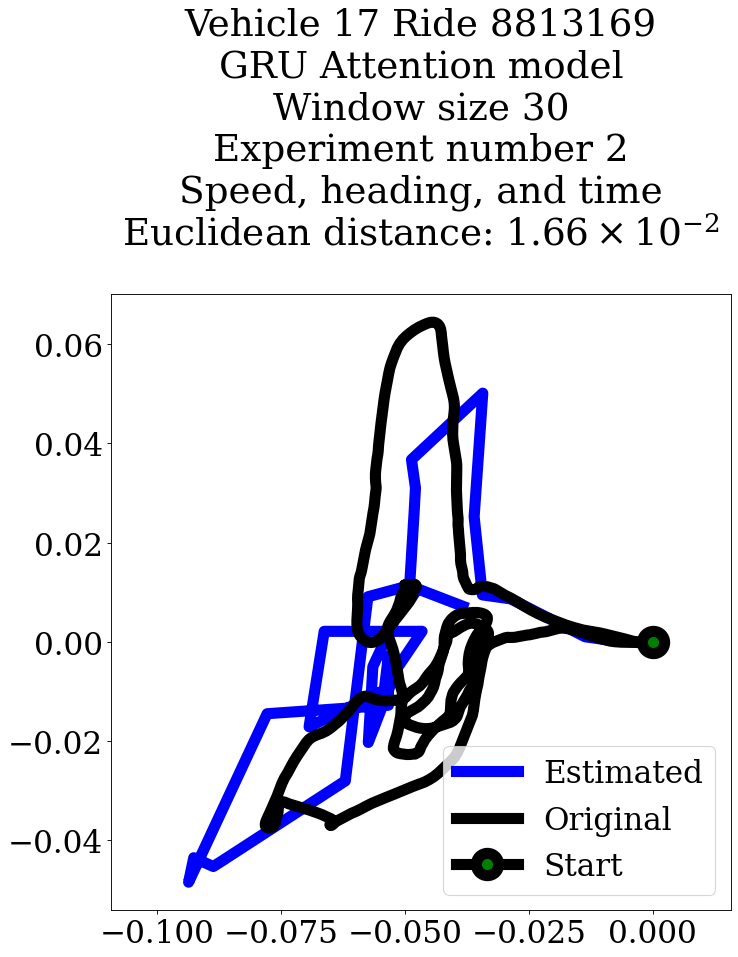 Vehicle 17 Ride 8813169
GRU Attention model
Window size 30
Experiment number 2
Speed, heading, and time
Euclidean distance: 1.66 × 10⁻²
0.06
0.04
0.02
0.00
−0.02
−0.04
Estimated
Original
Start
−0.100 −0.075 −0.050 −0.025 0.000